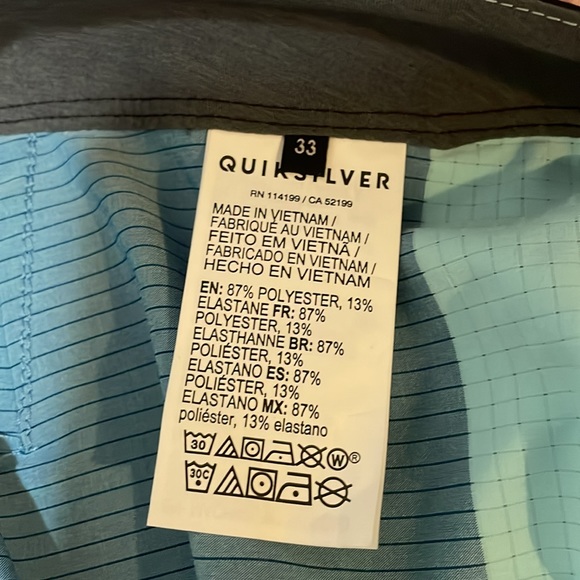 33
QUIKSILVER
RN 114199 / CA 52199
MADE IN VIETNAM /
FABRIQUÉ AU VIETNAM /
FEITO EM VIETNÃ /
FABRICADO EN VIETNAM /
HECHO EN VIETNAM
EN: 87% POLYESTER, 13%
ELASTANE FR: 87%
POLYESTER, 13%
ELASTHANNE BR: 87%
POLIÉSTER, 13%
ELASTANO ES: 87%
POLIÉSTER, 13%
ELASTANO MX: 87%
poliéster, 13% elastano
30 W®
30C